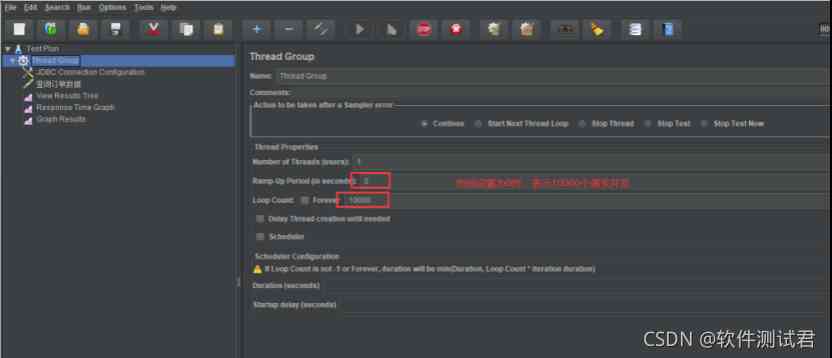 File Edit Search Run Options Tools Help
00
Test Plan
Thread Group
JDBC Connection Configuration
查询订单数据
View Results Tree
Response Time Graph
Graph Results
Thread Group
Name: Thread Group
Comments:
Action to be taken after a Sampler error
Continue Start Next Thread Loop Stop Thread Stop Test Stop Test Now
Thread Properties
Number of Threads (users): 1
Ramp-Up Period (in seconds): 0
Loop Count: Forever 10000
Delay Thread creation until needed
Scheduler
Scheduler Configuration
If Loop Count is not -1 or Forever, duration will be min(Duration, Loop Count * iteration duration)
Duration (seconds)
Startup delay (seconds)
CSDN @软件测试君